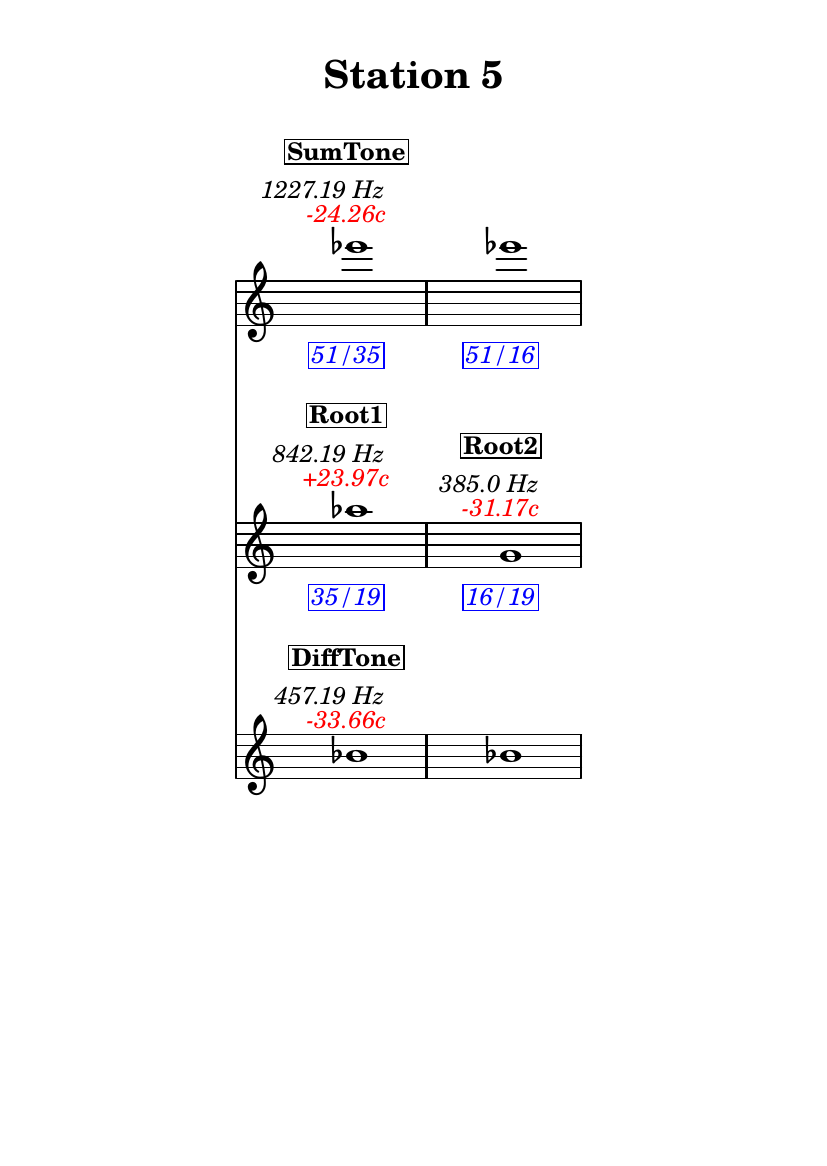 Station 5
SumTone
1227.19 Hz
-24.26c
51/35
51/16
Root1
842.19 Hz
+23.97c
Root2
385.0 Hz
-31.17c
35/19
16/19
DiffTone
457.19 Hz
-33.66c